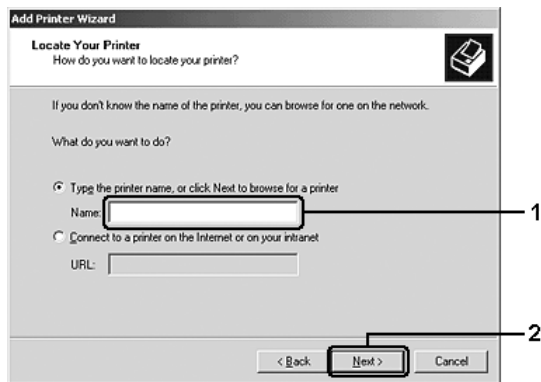 Add Printer Wizard
Locate Your Printer
How do you want to locate your printer?
If you don't know the name of the printer, you can browse for one on the network.
What do you want to do?
Type the printer name, or click Next to browse for a printer
Name:
1
Connect to a printer on the Internet or on your intranet
URL:
2
< Back
Next >
Cancel